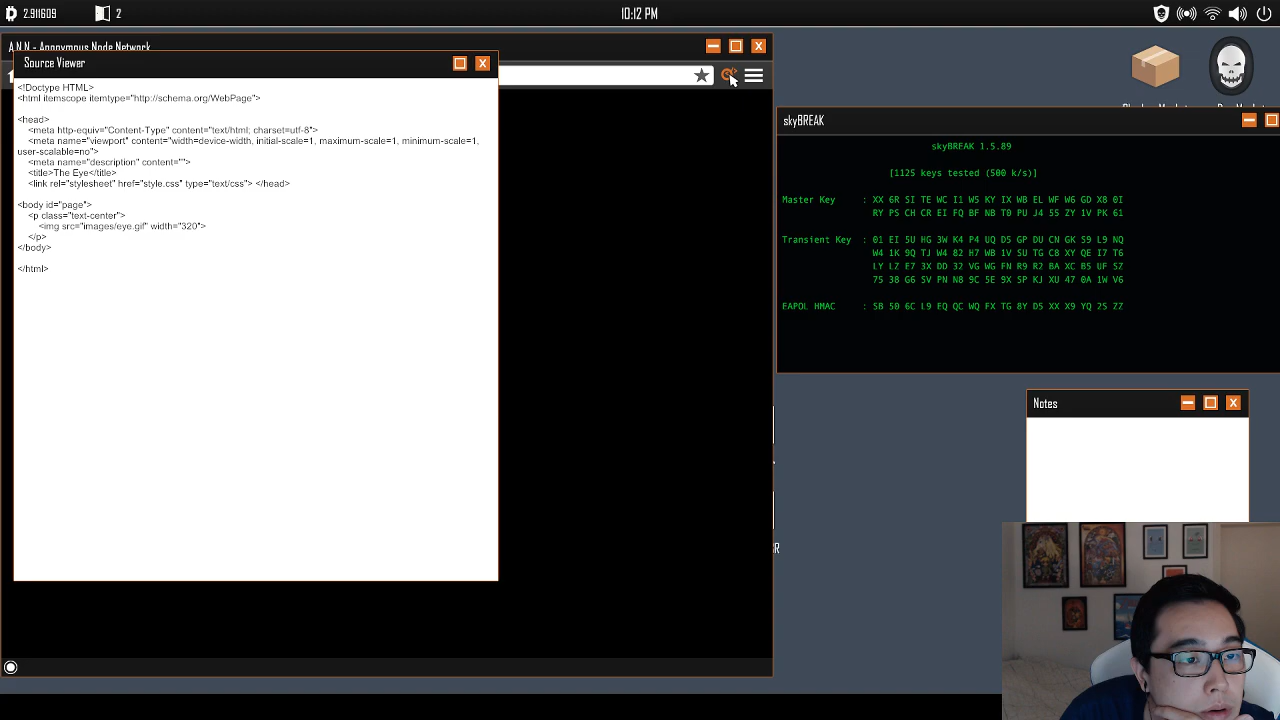 2.911609
2
10:12 PM
A.N.N - Anonymous Node Network
Source Viewer
<!Doctype HTML>
<html itemscope itemtype="http://schema.org/WebPage">
<head>
<meta http-equiv="Content-Type" content="text/html; charset=utf-8">
<meta name="viewport" content="width=device-width, initial-scale=1, maximum-scale=1, minimum-scale=1,
user-scalable=no">
<meta name="description" content="">
<title>The Eye</title>
<link rel="stylesheet" href="style.css" type="text/css"> </head>
<body id="page">
<p class="text-center">
<img src="images/eye.gif" width="320">
</p>
</body>
</html>
skyBREAK
skyBREAK 1.5.89
[1125 keys tested (500 k/s)]
Master Key : XX 6R SI TE WC I1 W5 KY IX WB EL WF W6 GD X8 0I
RY PS CH CR EI FQ BF NB T0 PU J4 55 ZY 1V PK 61
Transient Key : 01 EI 5U HG 3W K4 P4 UQ D5 GP DU CN GK 59 L9 NQ
W4 1K 9Q TJ W4 82 H7 WB 1V SU TG C8 XY QE I7 T6
LY LZ E7 3X DD 32 VG WG FN R9 R2 BA XC B5 UF SZ
75 38 G6 SV PN N8 9C 5E 9X SP KJ XU 47 0A 1W V6
EAPOL HMAC : SB 50 6C L9 EQ QC WQ FX TG 8Y D5 XX X9 YQ 2S ZZ
Notes